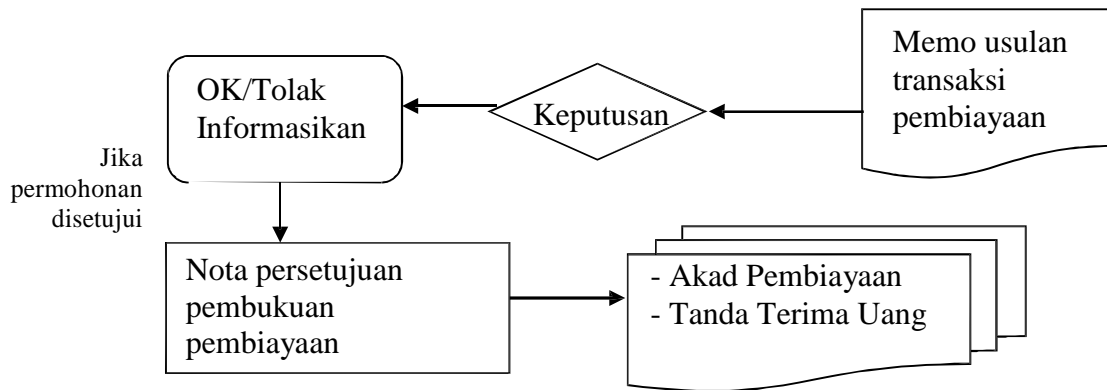 Memo usulan
transaksi
pembiayaan
Keputusan
OK/Tolak
Informasikan
Jika
permohonan
disetujui
Nota persetujuan
pembukuan
pembiayaan
- Akad Pembiayaan
- Tanda Terima Uang